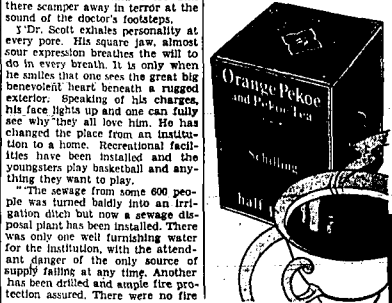 there scamper away in terror at the
sound of the doctor's footsteps.
"Dr. Scott exhales personality at
every pore. His square jaw, almost
sour expression breathes the will to
do in every breath. It is only when
he smiles that one sees the great big
benevolent heart beneath a rugged
exterior. Speaking of his charges,
his face lights up and one can fully
see why they all love him. He has
changed the place from an institu-
tion to a home. Recreational facil-
ities have been installed and the
youngsters play basketball and any-
thing they want to play.
"The sewage from some 600 peo-
ple was turned baldly into an irri-
gation ditch but now a sewage dis-
posal plant has been installed. There
was only one well furnishing water
for the institution, with the attend-
ant danger of the only source of
supply failing at any time. Another
has been drilled and ample fire pro-
tection assured. There were no fire
Orange Pekoe
and Pekoe Tea
Schilling
half